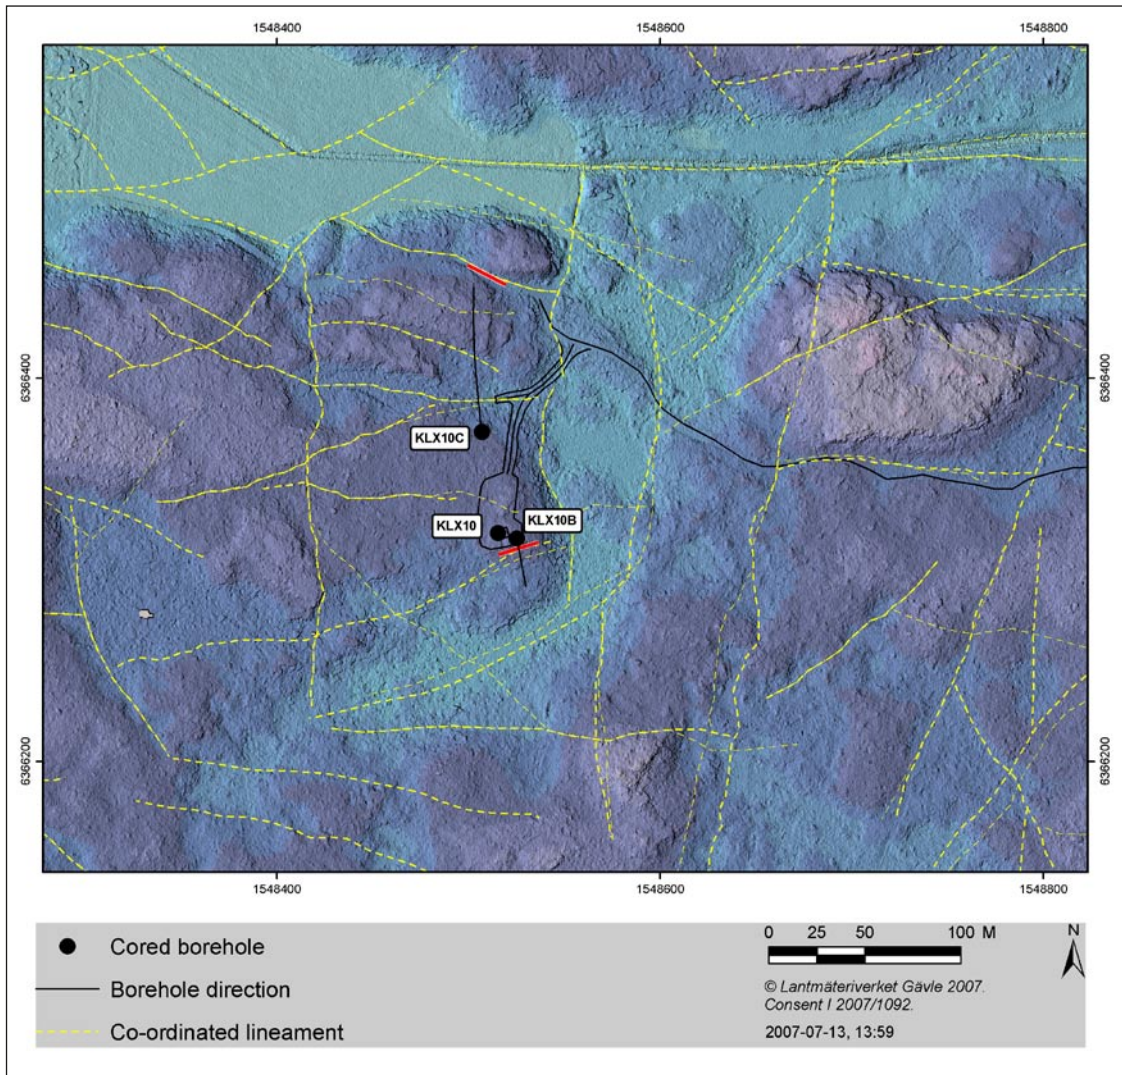 1548400 1548600 1548800
6366400 6366400
KLX10C
KLX10 KLX10B
6366200 6366200
1548400 1548600 1548800
Cored borehole
Borehole direction
Co-ordinated lineament
0 25 50 100 M
N
© Lantmäteriverket Gävle 2007.
Consent I 2007/1092.
2007-07-13, 13:59